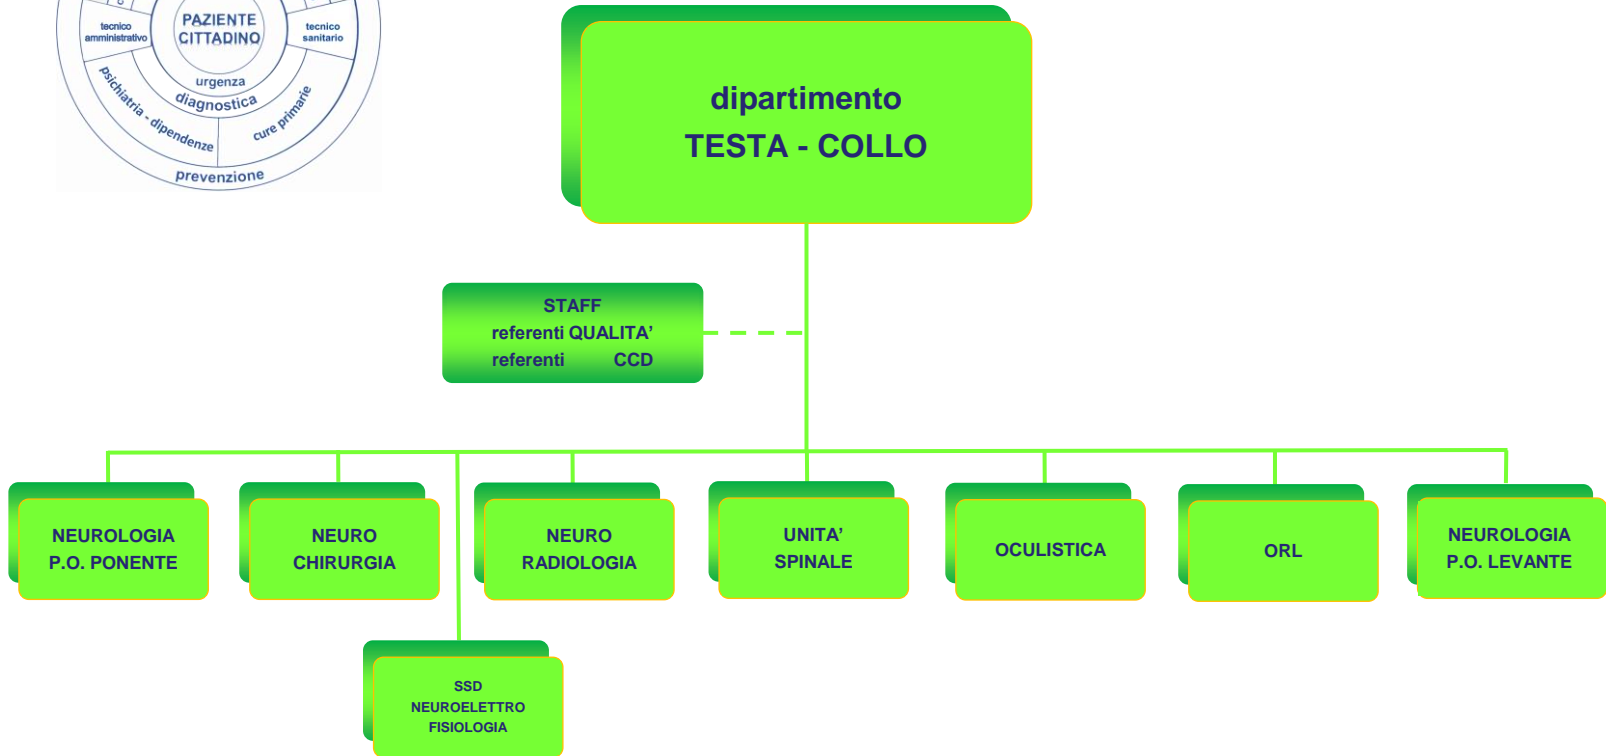 tecnico
amministrativo
PAZIENTE
CITTADINO
tecnico
sanitario
urgenza
diagnostica
psichiatria - dipendenze
cure primarie
prevenzione
dipartimento
TESTA - COLLO
STAFF
referenti QUALITA'
referenti CCD
NEUROLOGIA
P.O. PONENTE
NEURO
CHIRURGIA
NEURO
RADIOLOGIA
UNITA'
SPINALE
OCULISTICA
ORL
NEUROLOGIA
P.O. LEVANTE
SSD
NEUROELETTRO
FISIOLOGIA